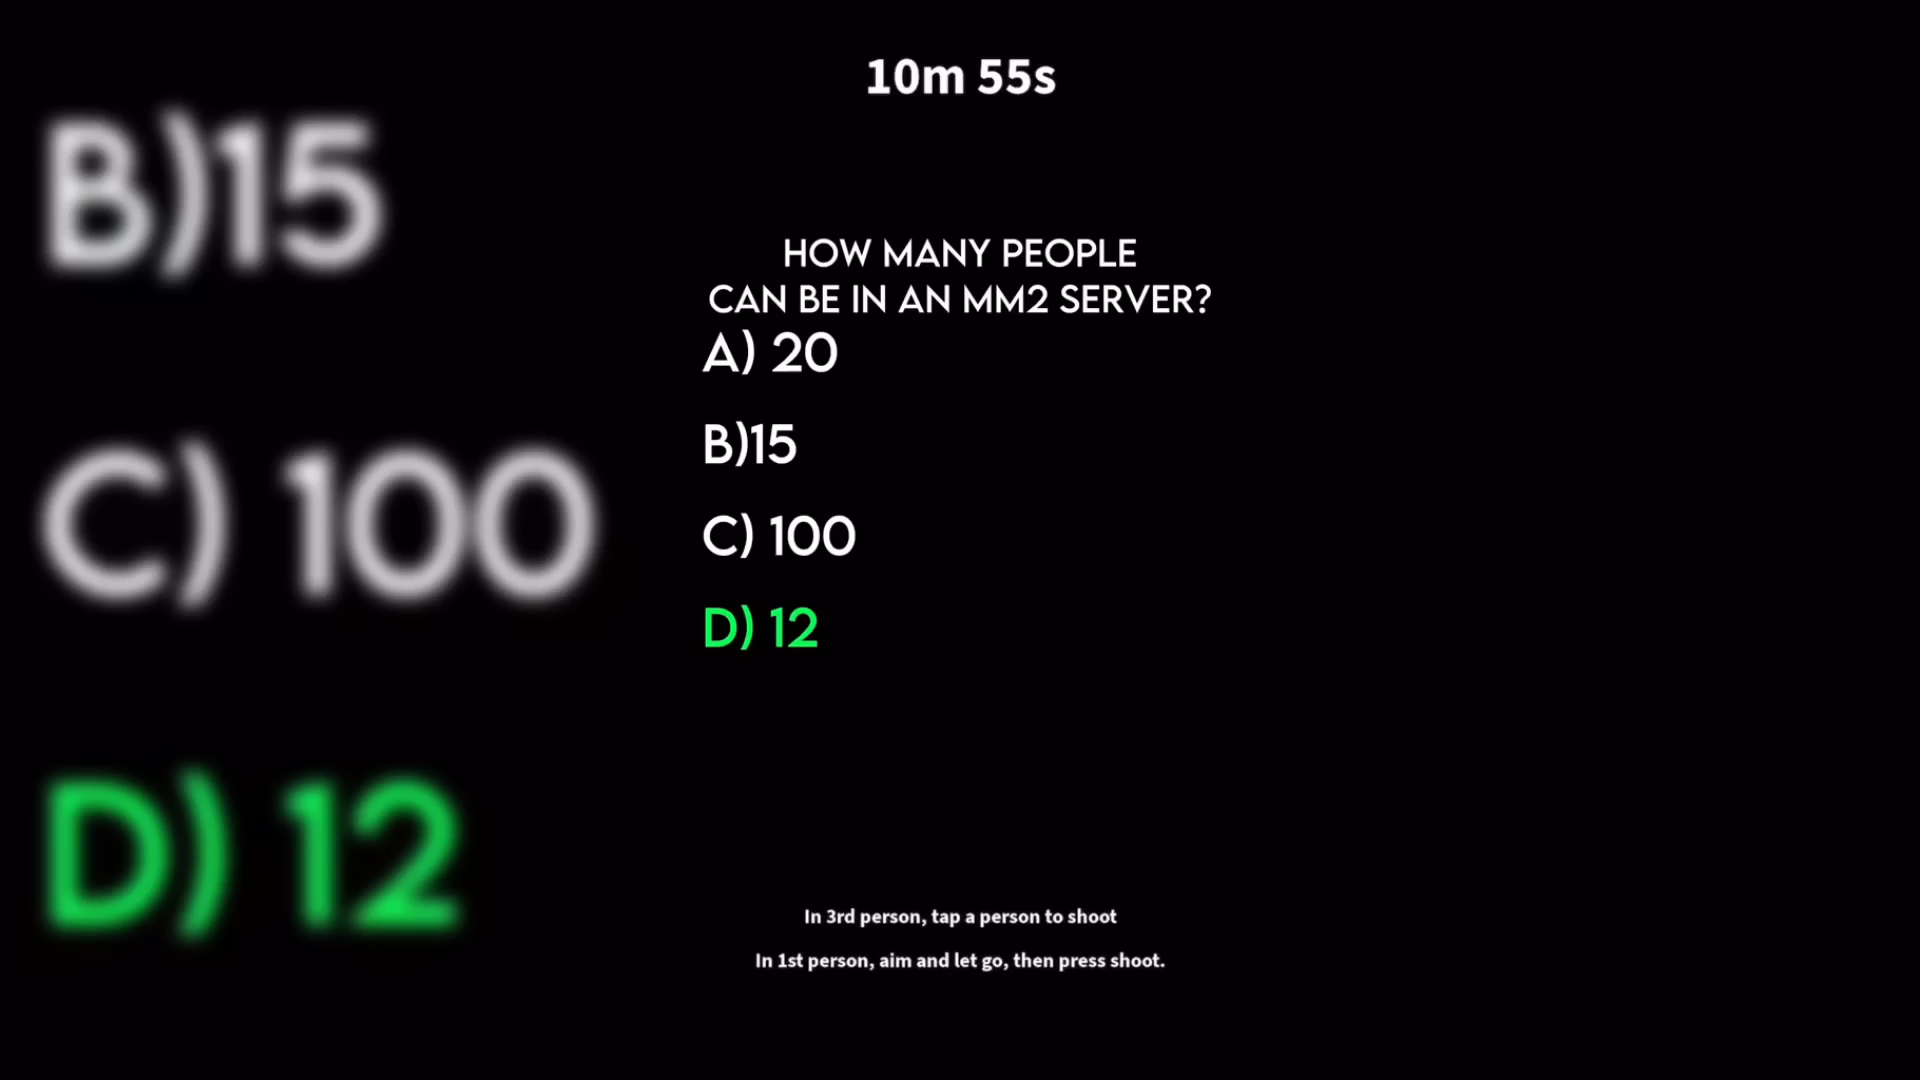 10m 55s
B)15
C) 100
D) 12
HOW MANY PEOPLE
CAN BE IN AN MM2 SERVER?
A) 20
B)15
C) 100
D) 12
In 3rd person, tap a person to shoot
In 1st person, aim and let go, then press shoot.